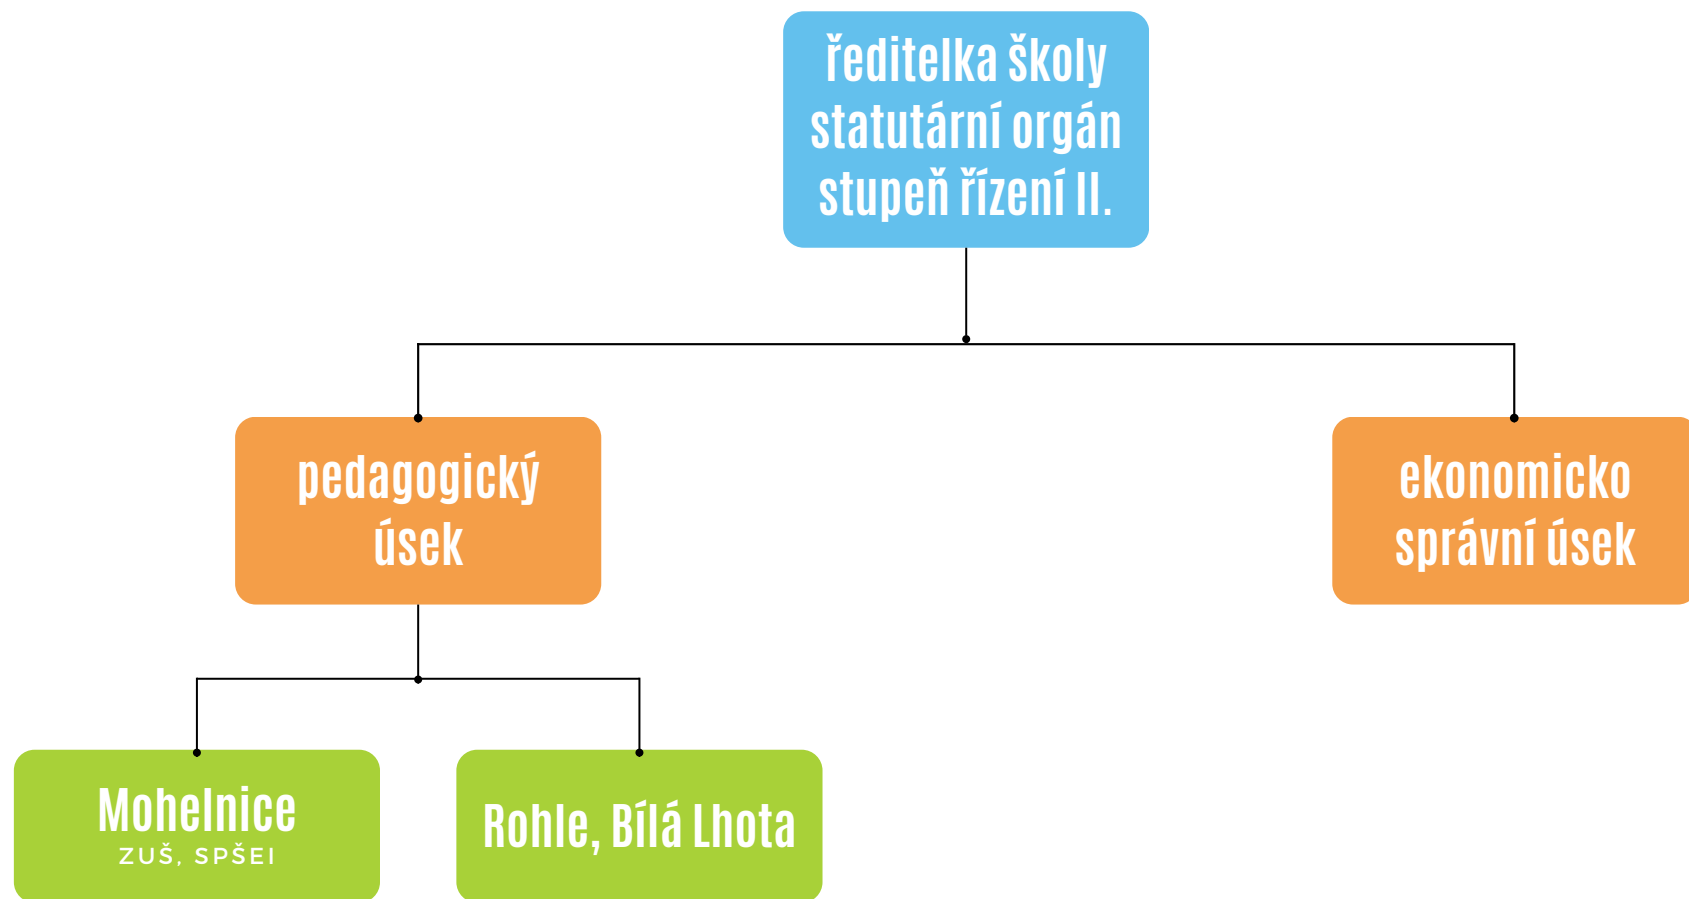 ředitelka školy
statutární orgán
stupeň řízení II.
pedagogický
úsek
ekonomicko
správní úsek
Mohelnice
ZUŠ, SPŠEI
Rohle, Bílá Lhota